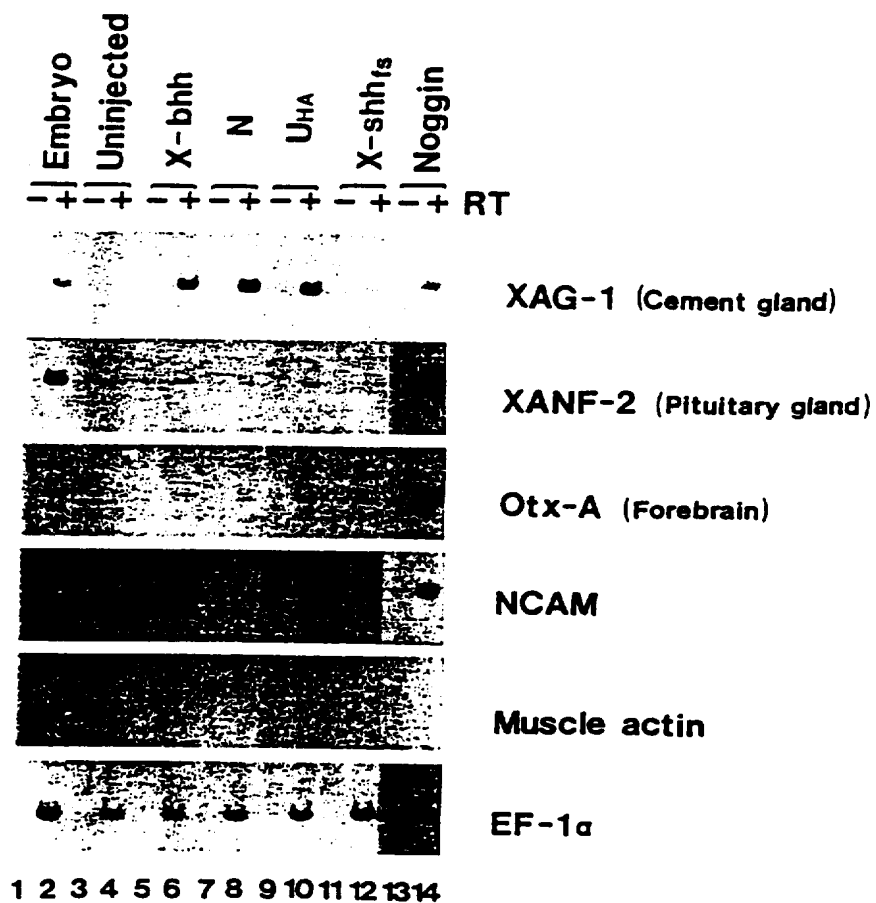 Embryo
Uninjected
X-bhh
N
UHA
X-shhfs
Noggin
- + - + - + - + - + - + - + RT
XAG-1 (Cement gland)
XANF-2 (Pituitary gland)
Otx-A (Forebrain)
NCAM
Muscle actin
EF-1α
1 2 3 4 5 6 7 8 9 10 11 12 13 14